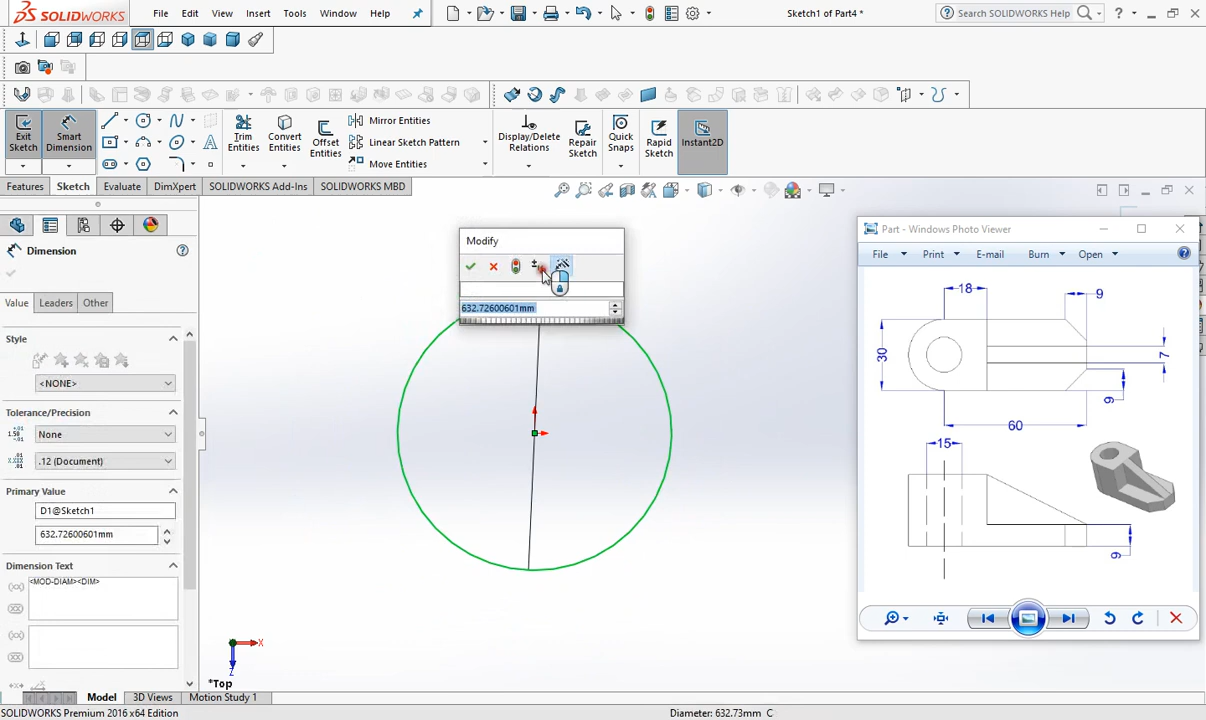 SOLIDWORKS
File
Edit
View
Insert
Tools
Window
Help
Sketch1 of Part4 *
Search SOLIDWORKS Help
Exit Sketch
Smart Dimension
Trim Entities
Convert Entities
Offset Entities
Mirror Entities
Linear Sketch Pattern
Move Entities
Display/Delete Relations
Repair Sketch
Quick Snaps
Rapid Sketch
Instant2D
Features
Sketch
Evaluate
DimXpert
SOLIDWORKS Add-Ins
SOLIDWORKS MBD
Dimension
Value
Leaders
Other
Style
<NONE>
Tolerance/Precision
None
.12 (Document)
Primary Value
D1@Sketch1
632.72600601mm
Dimension Text
<MOD-DIAM><DIM>
Modify
632.72600601mm
Part - Windows Photo Viewer
File
Print
E-mail
Burn
Open
18
9
30
7
9
60
15
9
X
Z
*Top
Model
3D Views
Motion Study 1
SOLIDWORKS Premium 2016 x64 Edition
Diameter: 632.73mm C